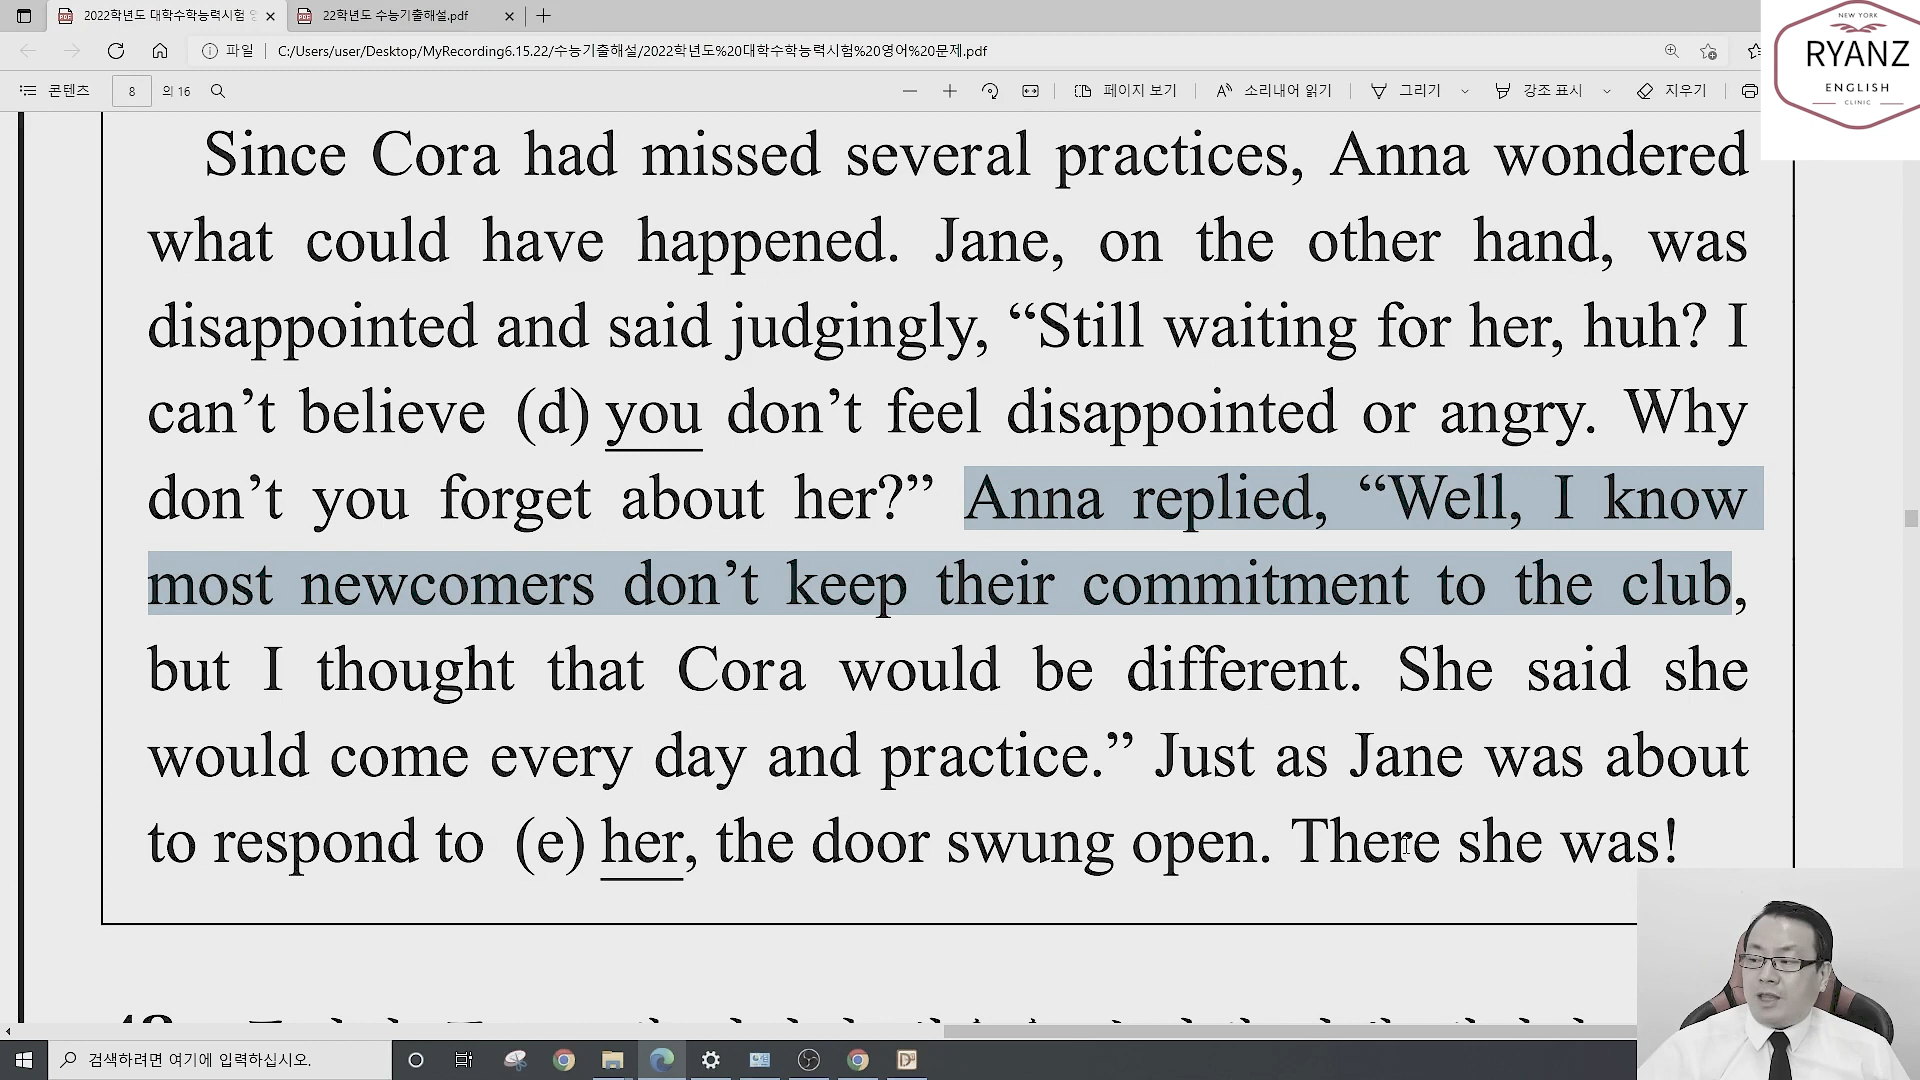 2022학년도 대학수학능력시험 영
22학년도 수능기출해설.pdf
파일 C:/Users/user/Desktop/MyRecording6.15.22/수능기출해설/2022학년도%20대학수학능력시험%20영어%20문제.pdf
콘텐츠 8 의 16 페이지 보기 소리내어 읽기 그리기 강조 표시 지우기
NEW YORK
RYANZ
ENGLISH
CLINIC
Since Cora had missed several practices, Anna wondered
what could have happened. Jane, on the other hand, was
disappointed and said judgingly, “Still waiting for her, huh? I
can’t believe (d) you don’t feel disappointed or angry. Why
don’t you forget about her?” Anna replied, “Well, I know
most newcomers don’t keep their commitment to the club,
but I thought that Cora would be different. She said she
would come every day and practice.” Just as Jane was about
to respond to (e) her, the door swung open. There she was!
검색하려면 여기에 입력하십시오.